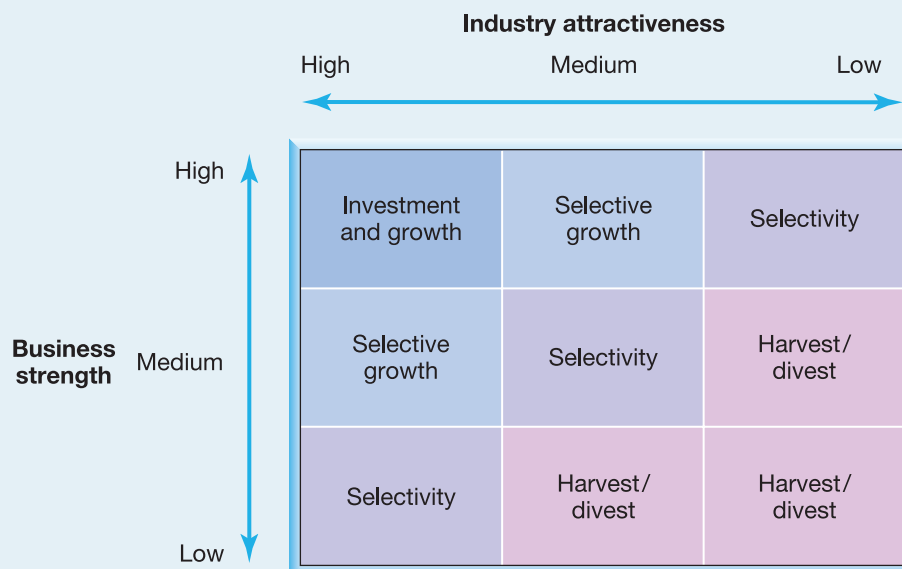 Industry attractiveness
High Medium Low
High
Investment
and growth
Selective
growth
Selectivity
Business
strength
Medium
Selective
growth
Selectivity
Harvest/
divest
Selectivity
Harvest/
divest
Harvest/
divest
Low